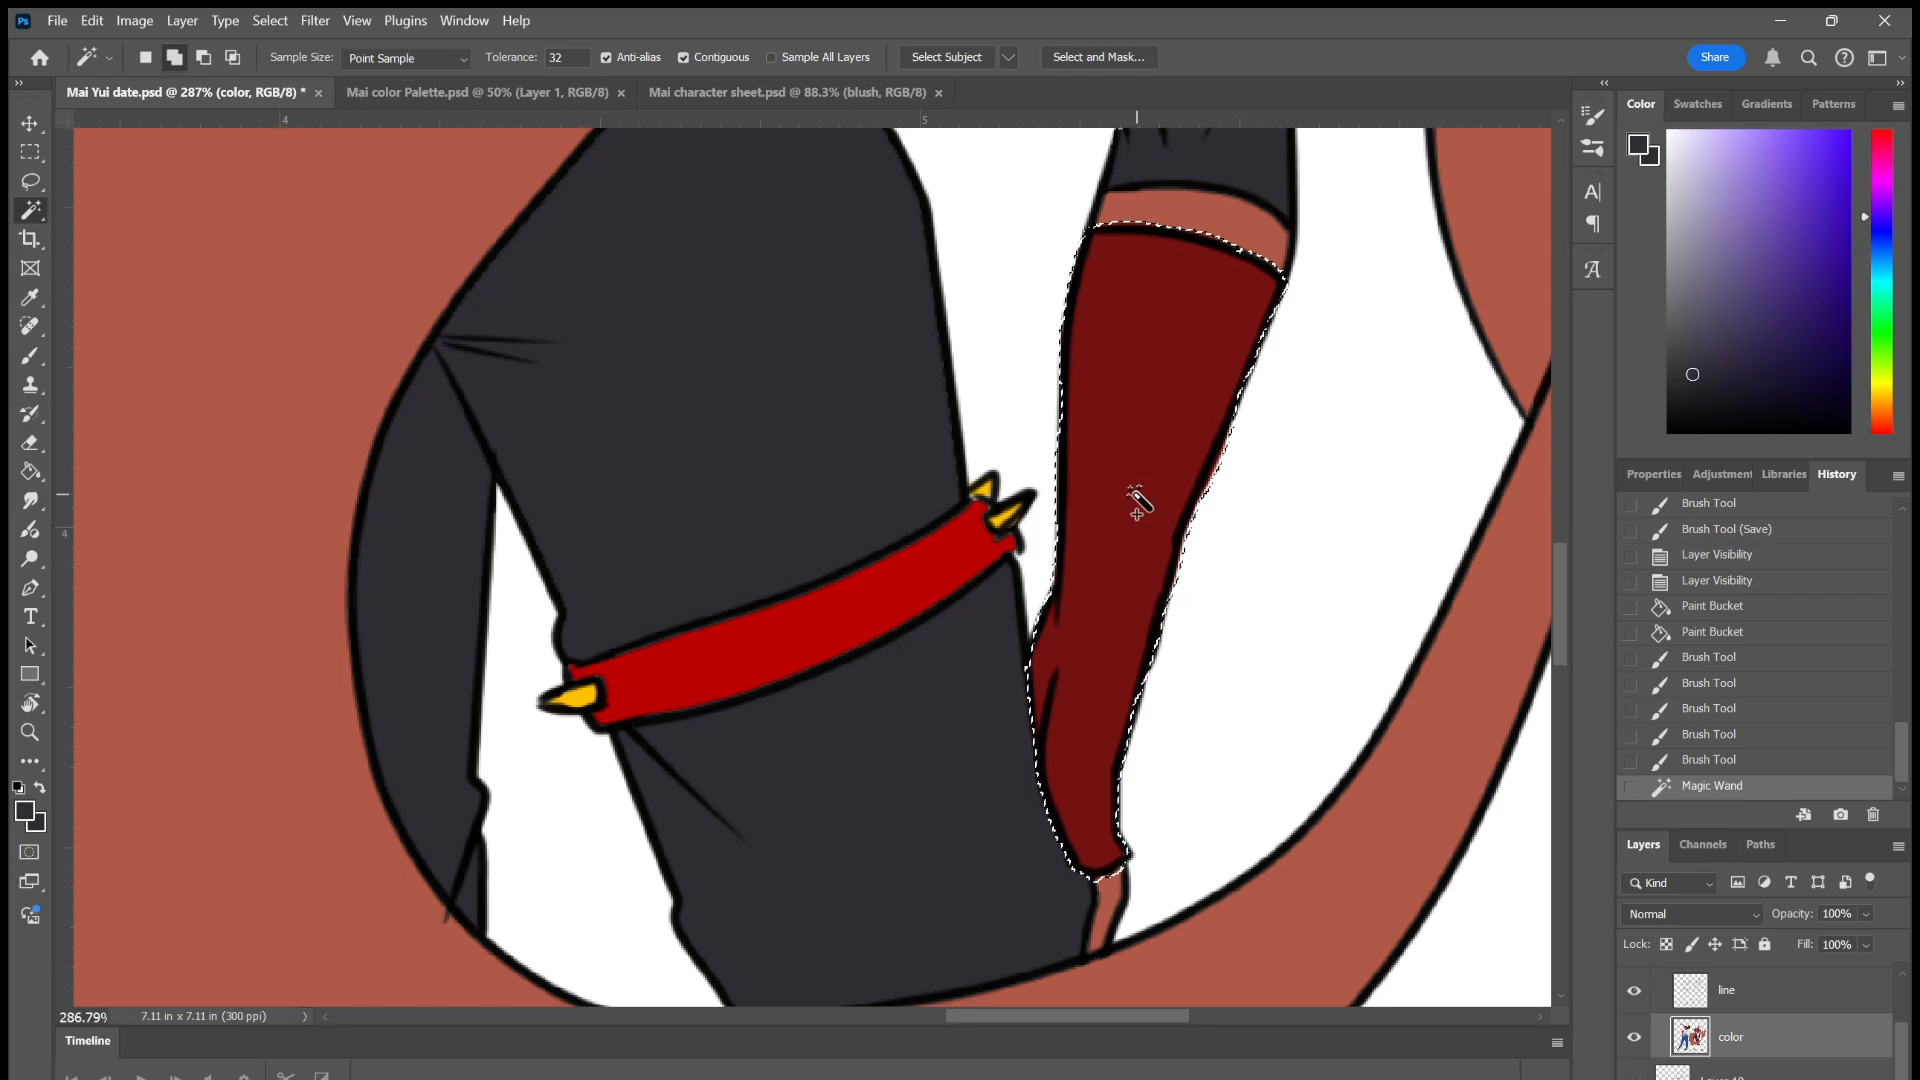 Ps File Edit Image Layer Type Select Filter View Plugins Window Help
Sample Size: Point Sample Tolerance: 32 Anti-alias Contiguous Sample All Layers Select Subject Select and Mask... Share
Mai Yui date.psd @ 287% (color, RGB/8) * × Mai color Palette.psd @ 50% (Layer 1, RGB/8) × Mai character sheet.psd @ 88.3% (blush, RGB/8) ×
Color Swatches Gradients Patterns
4 5
4
Properties Adjustment Libraries History
Brush Tool
Brush Tool (Save)
Layer Visibility
Layer Visibility
Paint Bucket
Paint Bucket
Brush Tool
Brush Tool
Brush Tool
Brush Tool
Brush Tool
Magic Wand
Layers Channels Paths
Kind
Normal Opacity: 100%
Lock: Fill: 100%
line
color
286.79% 7.11 in x 7.11 in (300 ppi)
Timeline